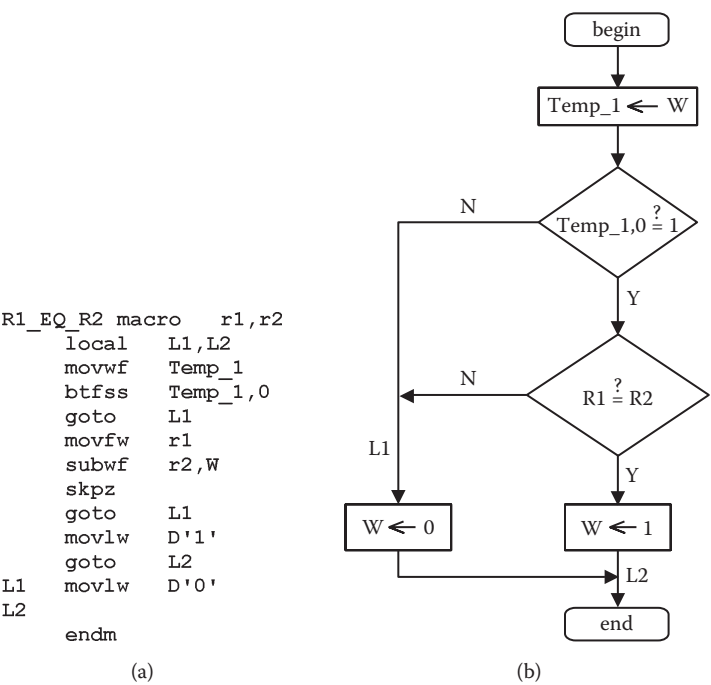 R1_EQ_R2 macro r1,r2
local L1,L2
movwf Temp_1
btfss Temp_1,0
goto L1
movfw r1
subwf r2,W
skpz
goto L1
movlw D'1'
goto L2
L1 movlw D'0'
L2
endm
(a)
begin
Temp_1 ← W
Temp_1,0 ≟ 1
N
Y
R1 ≟ R2
N
L1
Y
W ← 0
W ← 1
L2
end
(b)